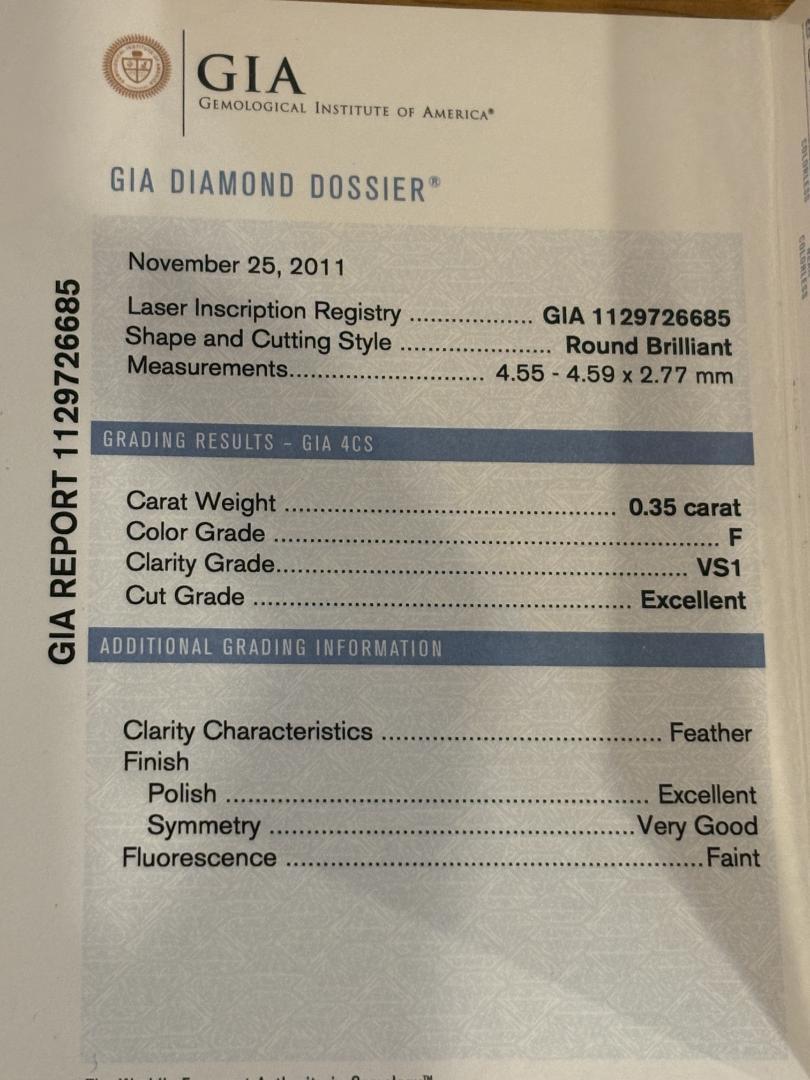 GIA
GEMOLOGICAL INSTITUTE OF AMERICA®
GIA DIAMOND DOSSIER®
GIA REPORT 1129726685
November 25, 2011
Laser Inscription Registry ................. GIA 1129726685
Shape and Cutting Style ...................... Round Brilliant
Measurements............................ 4.55 - 4.59 x 2.77 mm
GRADING RESULTS – GIA 4CS
Carat Weight ................................................ 0.35 carat
Color Grade ................................................................ F
Clarity Grade........................................................... VS1
Cut Grade ...................................................... Excellent
ADDITIONAL GRADING INFORMATION
Clarity Characteristics ........................................ Feather
Finish
Polish ............................................................ Excellent
Symmetry ....................................................Very Good
Fluorescence ............................................................Faint